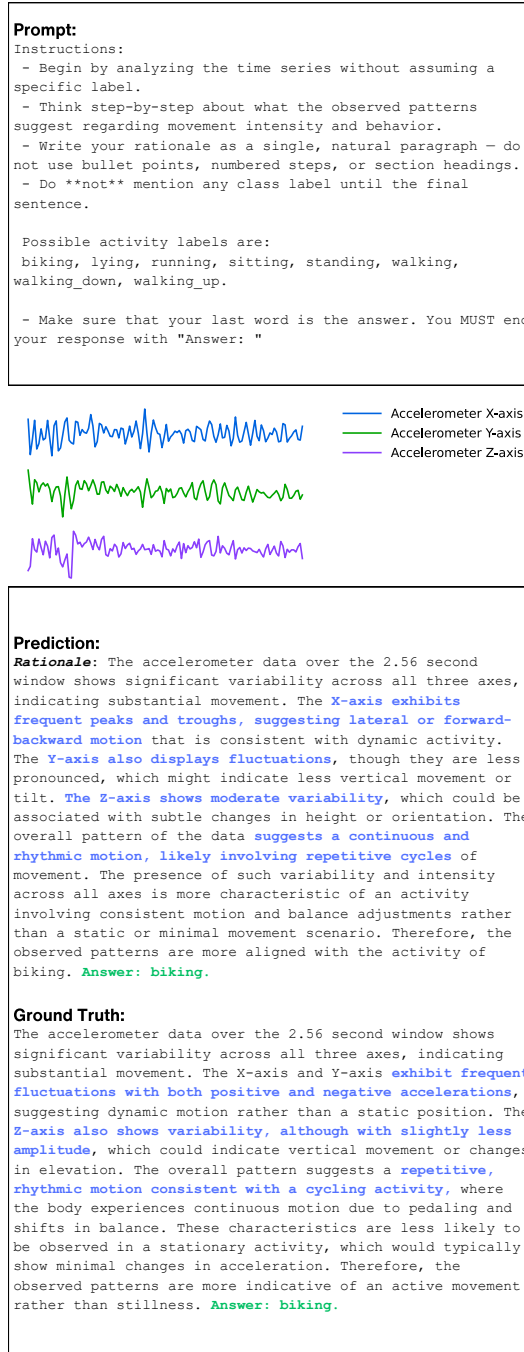 Prompt:
Instructions:
- Begin by analyzing the time series without assuming a
specific label.
- Think step-by-step about what the observed patterns
suggest regarding movement intensity and behavior.
- Write your rationale as a single, natural paragraph — do
not use bullet points, numbered steps, or section headings.
- Do **not** mention any class label until the final
sentence.
Possible activity labels are:
biking, lying, running, sitting, standing, walking,
walking_down, walking_up.
- Make sure that your last word is the answer. You MUST end
your response with "Answer: "
Accelerometer X-axis
Accelerometer Y-axis
Accelerometer Z-axis
Prediction:
Rationale: The accelerometer data over the 2.56 second
window shows significant variability across all three axes,
indicating substantial movement. The X-axis exhibits
frequent peaks and troughs, suggesting lateral or forward-
backward motion that is consistent with dynamic activity.
The Y-axis also displays fluctuations, though they are less
pronounced, which might indicate less vertical movement or
tilt. The Z-axis shows moderate variability, which could be
associated with subtle changes in height or orientation. The
overall pattern of the data suggests a continuous and
rhythmic motion, likely involving repetitive cycles of
movement. The presence of such variability and intensity
across all axes is more characteristic of an activity
involving consistent motion and balance adjustments rather
than a static or minimal movement scenario. Therefore, the
observed patterns are more aligned with the activity of
biking. Answer: biking.
Ground Truth:
The accelerometer data over the 2.56 second window shows
significant variability across all three axes, indicating
substantial movement. The X-axis and Y-axis exhibit frequent
fluctuations with both positive and negative accelerations,
suggesting dynamic motion rather than a static position. The
Z-axis also shows variability, although with slightly less
amplitude, which could indicate vertical movement or changes
in elevation. The overall pattern suggests a repetitive,
rhythmic motion consistent with a cycling activity, where
the body experiences continuous motion due to pedaling and
shifts in balance. These characteristics are less likely to
be observed in a stationary activity, which would typically
show minimal changes in acceleration. Therefore, the
observed patterns are more indicative of an active movement
rather than stillness. Answer: biking.